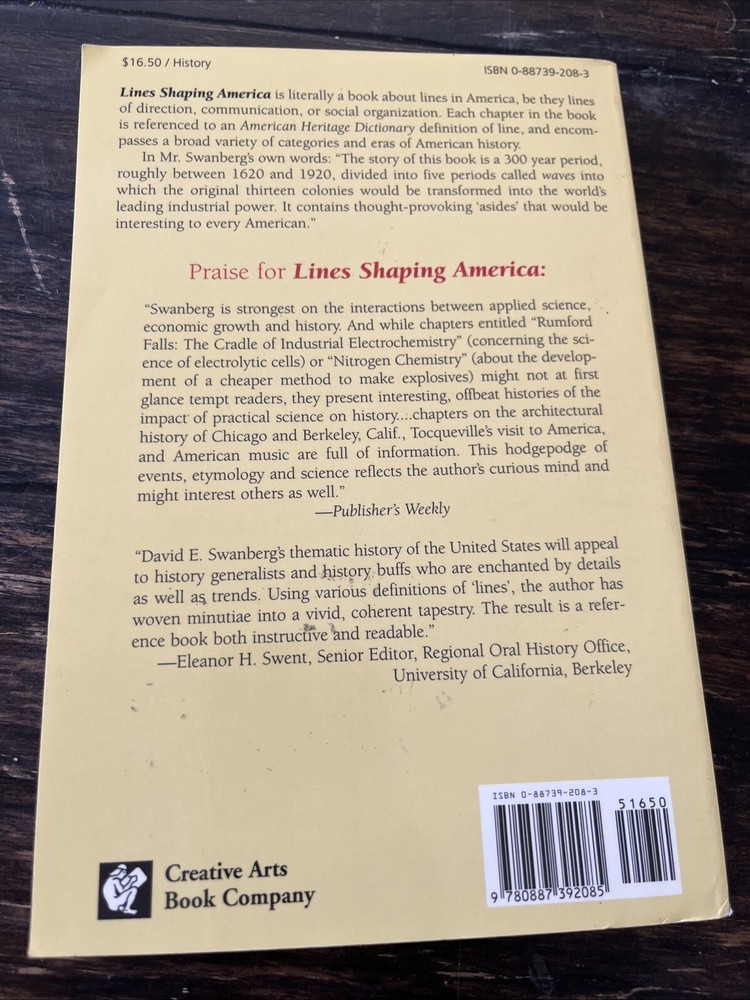 $16.50 / History
ISBN 0-88739-208-3
Lines Shaping America is literally a book about lines in America, be they lines
of direction, communication, or social organization. Each chapter in the book
is referenced to an American Heritage Dictionary definition of line, and encom-
passes a broad variety of categories and eras of American history.
In Mr. Swanberg's own words: "The story of this book is a 300 year period,
roughly between 1620 and 1920, divided into five periods called waves into
which the original thirteen colonies would be transformed into the world's
leading industrial power. It contains thought-provoking 'asides' that would be
interesting to every American."
Praise for Lines Shaping America:
"Swanberg is strongest on the interactions between applied science,
economic growth and history. And while chapters entitled "Rumford
Falls: The Cradle of Industrial Electrochemistry" (concerning the sci-
ence of electrolytic cells) or "Nitrogen Chemistry" (about the develop-
ment of a cheaper method to make explosives) might not at first
glance tempt readers, they present interesting, offbeat histories of the
impact of practical science on history....chapters on the architectural
history of Chicago and Berkeley, Calif., Tocqueville's visit to America,
and American music are full of information. This hodgepodge of
events, etymology and science reflects the author's curious mind and
might interest others as well."
—Publisher's Weekly
"David E. Swanberg's thematic history of the United States will appeal
to history generalists and history buffs who are enchanted by details
as well as trends. Using various definitions of 'lines', the author has
woven minutiae into a vivid, coherent tapestry. The result is a refer-
ence book both instructive and readable."
—Eleanor H. Swent, Senior Editor, Regional Oral History Office,
University of California, Berkeley
Creative Arts
Book Company
ISBN 0-88739-208-3
51650
9 780887 392085